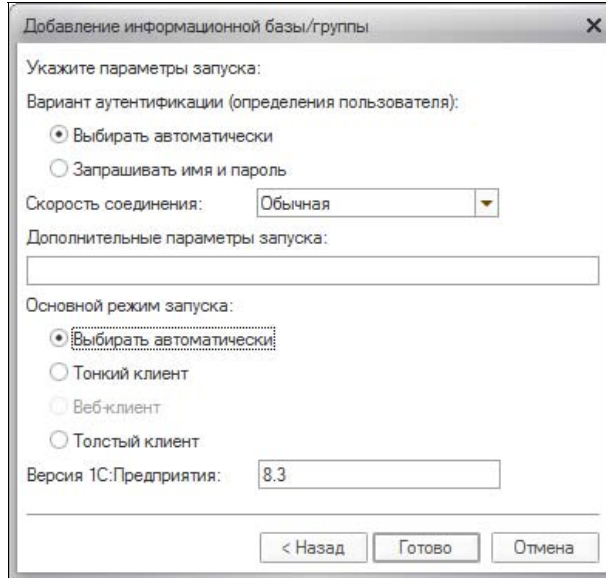 Добавление информационной базы/группы
Укажите параметры запуска:
Вариант аутентификации (определения пользователя):
Выбирать автоматически
Запрашивать имя и пароль
Скорость соединения: Обычная
Дополнительные параметры запуска:
Основной режим запуска:
Выбирать автоматически
Тонкий клиент
Веб-клиент
Толстый клиент
Версия 1С:Предприятия: 8.3
< Назад Готово Отмена